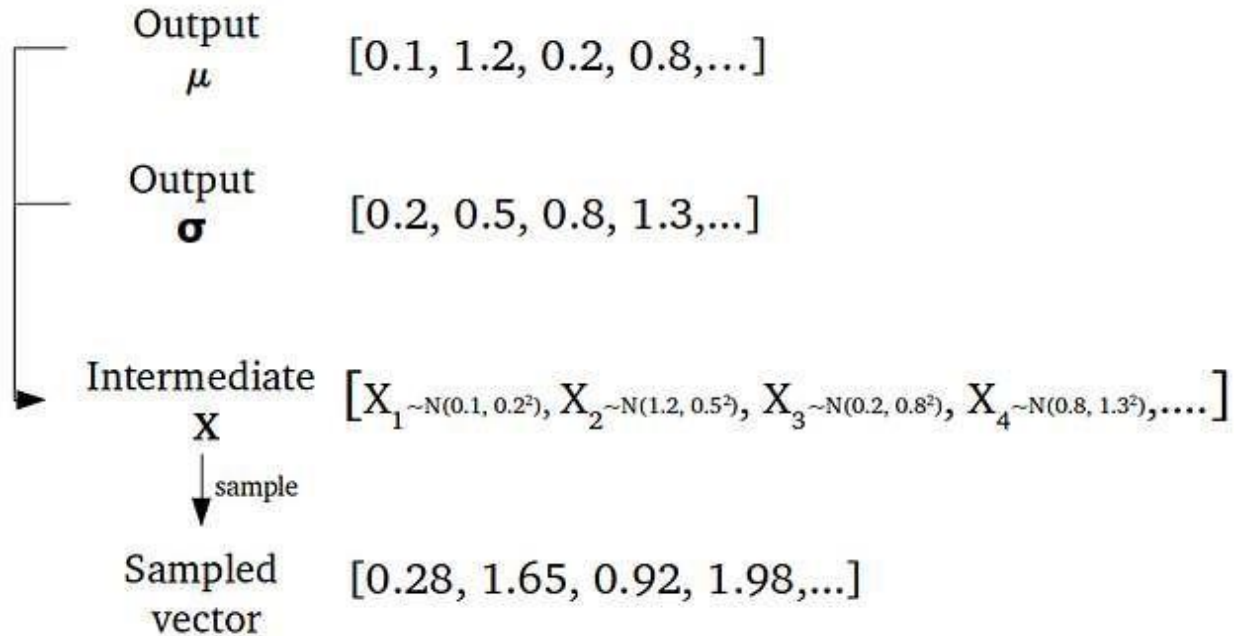 Output
μ
[0.1, 1.2, 0.2, 0.8,...]
Output
σ
[0.2, 0.5, 0.8, 1.3,...]
Intermediate
X
[X₁~N(0.1, 0.2²), X₂~N(1.2, 0.5²), X₃~N(0.2, 0.8²), X₄~N(0.8, 1.3²),....]
sample
Sampled
vector
[0.28, 1.65, 0.92, 1.98,...]